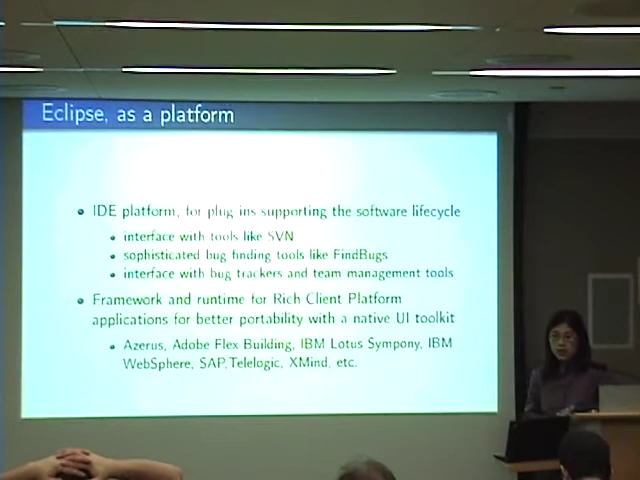 Eclipse, as a platform
IDE platform, for plug ins supporting the software lifecycle
interface with tools like SVN
sophisticated bug finding tools like FindBugs
interface with bug trackers and team management tools
Framework and runtime for Rich Client Platform
applications for better portability with a native UI toolkit
Azerus, Adobe Flex Building, IBM Lotus Sympony, IBM
WebSphere, SAP, Telelogic, XMind, etc.